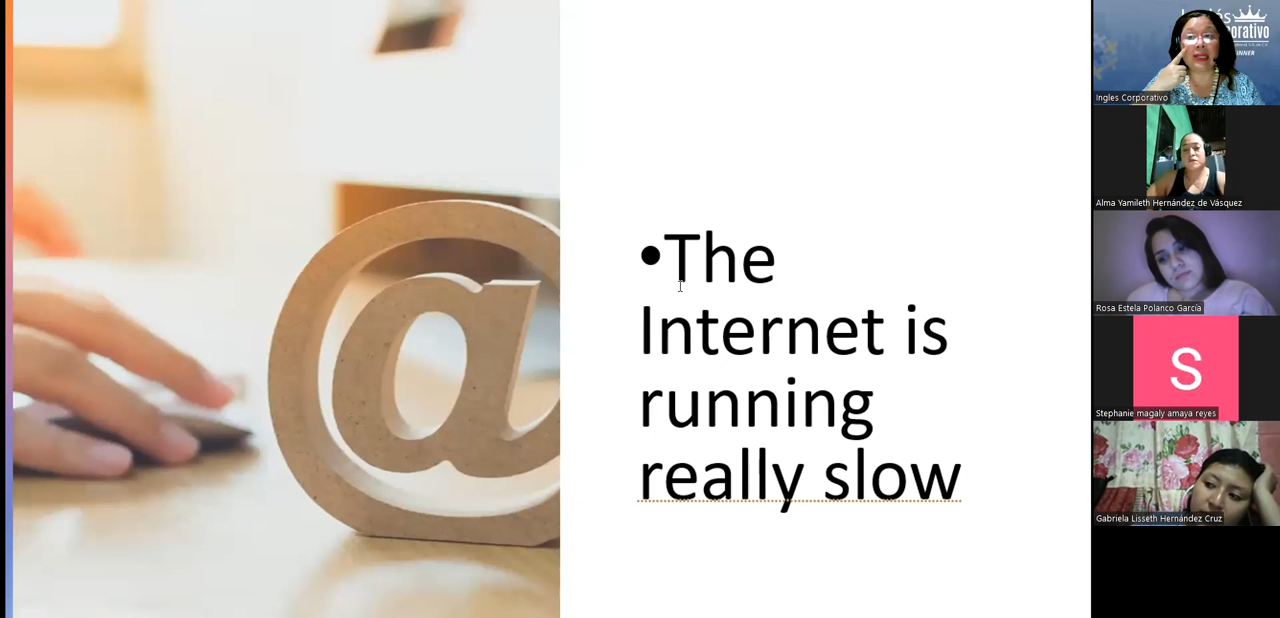 •The
Internet is
running
really slow
Ingles Corporativo
Alma Yamileth Hernández de Vásquez
Rosa Estela Polanco García
S
Stephanie magaly amaya reyes
Gabriela Lisseth Hernández Cruz